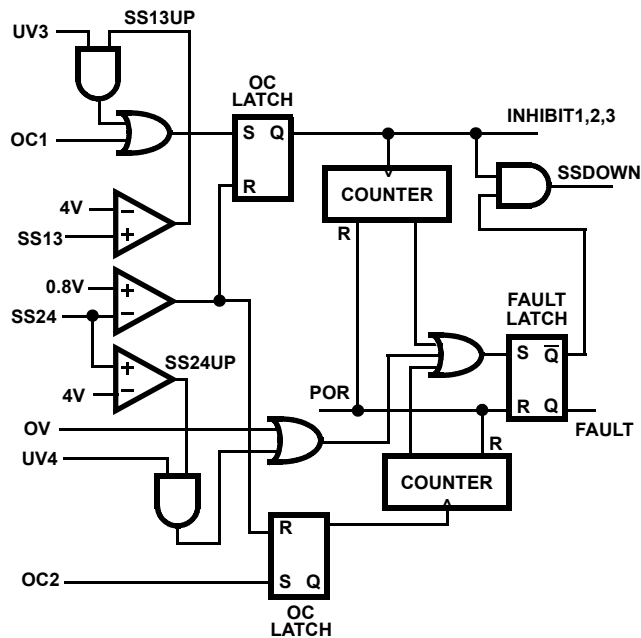 SS13UP
UV3
OC
LATCH
INHIBIT1,2,3
S Q
OC1
SSDOWN
R
COUNTER
4V
−
SS13
+
R
0.8V
+
FAULT
LATCH
SS24
−
SS24UP
S Q
+
POR
4V
−
R Q
OV
FAULT
UV4
R
COUNTER
R
OC2
S Q
OC
LATCH